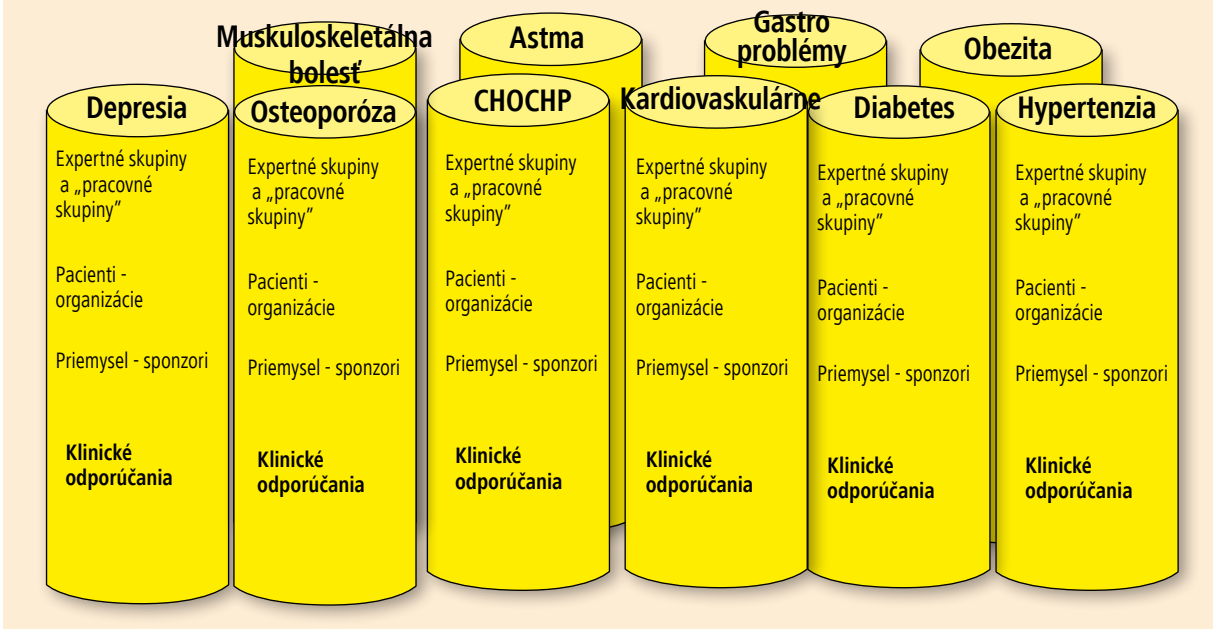 Muskuloskeletálna
bolesť
Astma
Gastro
problémy
Obezita
Depresia
Expertné skupiny
a „pracovné
skupiny”
Pacienti -
organizácie
Priemysel - sponzori
Klinické
odporúčania
Osteoporóza
Expertné skupiny
a „pracovné
skupiny”
Pacienti -
organizácie
Priemysel - sponzori
Klinické
odporúčania
CHOCHP
Expertné skupiny
a „pracovné
skupiny”
Pacienti -
organizácie
Priemysel - sponzori
Klinické
odporúčania
Kardiovaskulárne
Expertné skupiny
a „pracovné
skupiny”
Pacienti -
organizácie
Priemysel - sponzori
Klinické
odporúčania
Diabetes
Expertné skupiny
a „pracovné
skupiny”
Pacienti -
organizácie
Priemysel - sponzori
Klinické
odporúčania
Hypertenzia
Expertné skupiny
a „pracovné
skupiny”
Pacienti -
organizácie
Priemysel - sponzori
Klinické
odporúčania